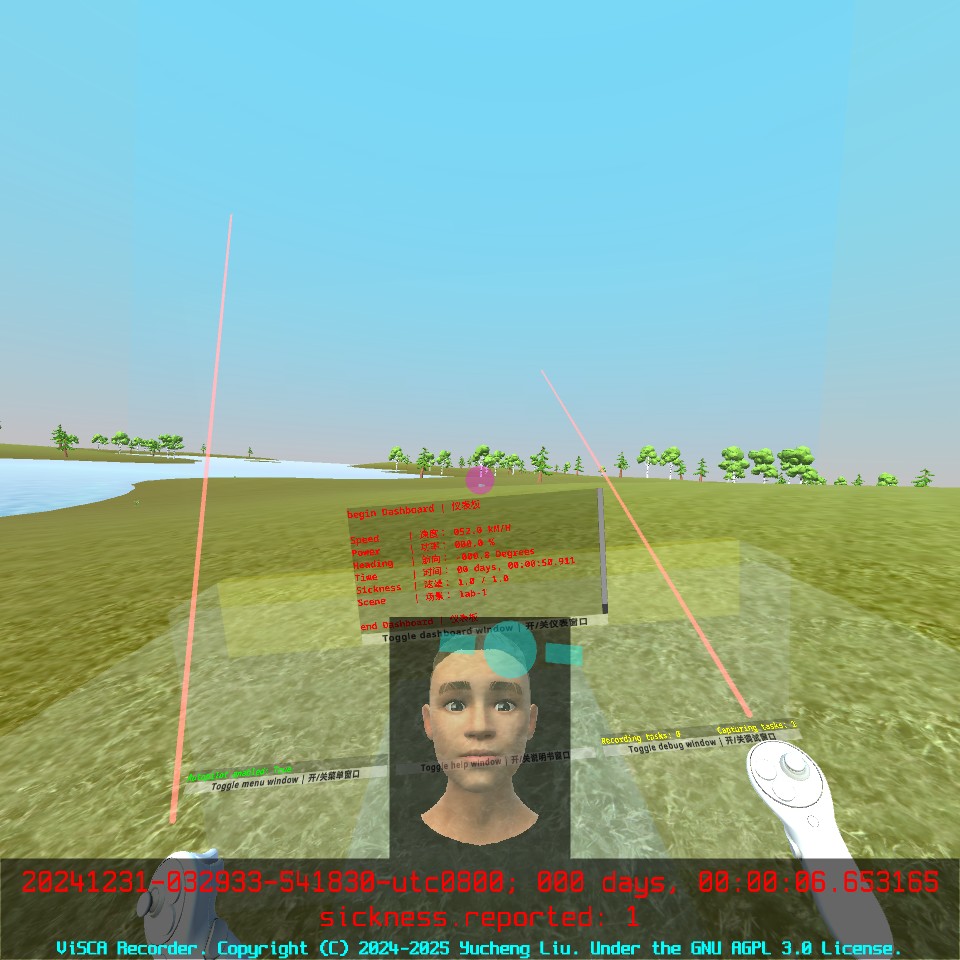 begin Dashboard | 仪表板
Speed | 速度: 052.0 kM/H
Power | 功率: 000.0 %
Heading | 朝向: -000.8 Degrees
Time | 时间: 00 days, 00:00:50.911
Sickness | 1.0 / 1.0
Scene | 场景: lab-1
end Dashboard | 仪表板
Toggle dashboard window | 开/关仪表窗口
Recording tasks: 0 Capturing tasks: 1
Toggle debug window | 开/关调试窗口
Toggle help window | 开/关说明书窗口
enabled: True
Toggle menu window | 开/关菜单窗口
20241231-032933-541830-utc0800; 000 days, 00:00:06.653165
sickness.reported: 1
ViSCA Recorder. Copyright (C) 2024-2025 Yucheng Liu. Under the GNU AGPL 3.0 License.